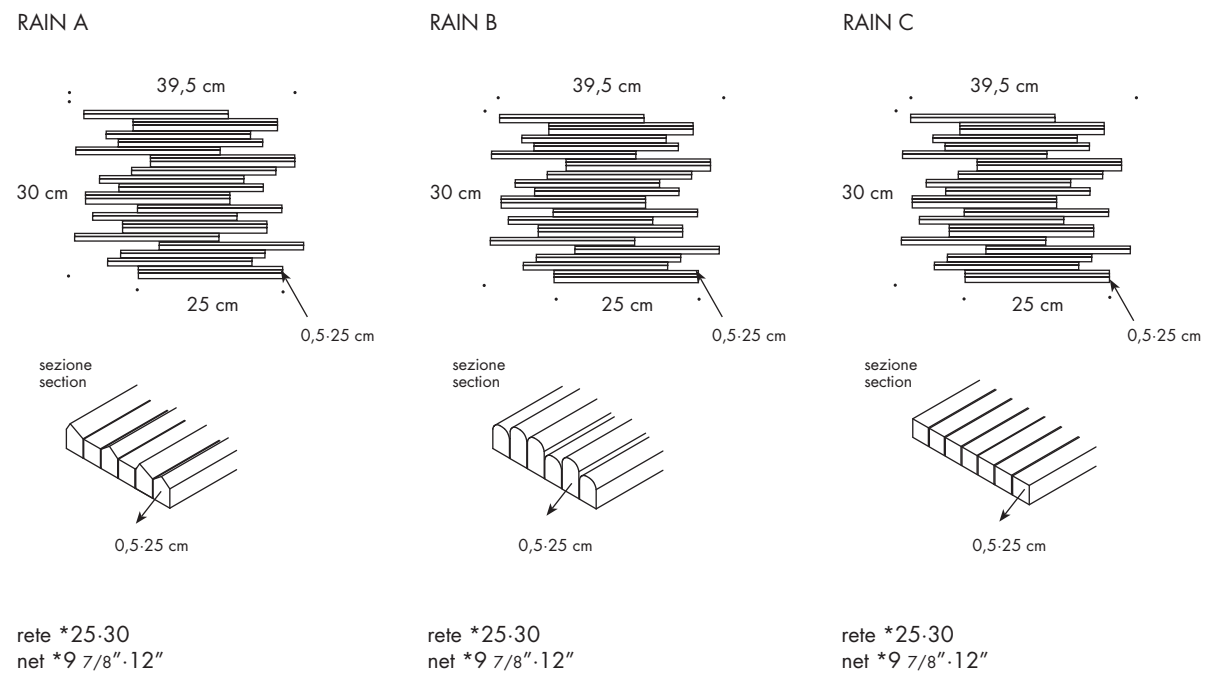 RAIN A
39,5 cm
30 cm
25 cm
0,5·25 cm
sezione
section
0,5·25 cm
rete *25·30
net *9 7/8”·12”
RAIN B
39,5 cm
30 cm
25 cm
0,5·25 cm
sezione
section
0,5·25 cm
rete *25·30
net *9 7/8”·12”
RAIN C
39,5 cm
30 cm
25 cm
0,5·25 cm
sezione
section
0,5·25 cm
rete *25·30
net *9 7/8”·12”